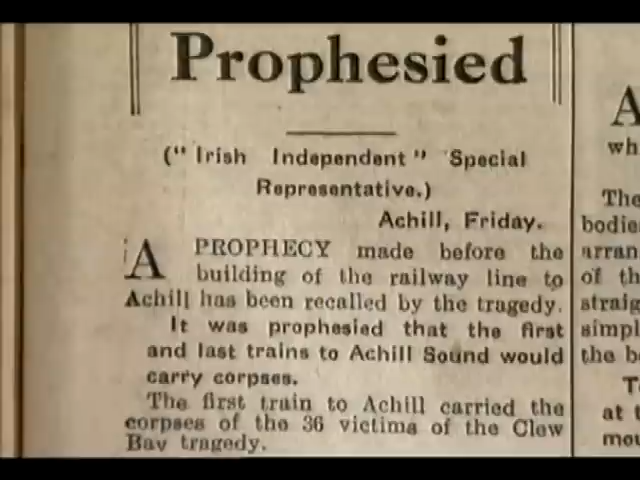 Prophesied
(" Irish Independent " Special
Representative.)
Achill, Friday.
A PROPHECY made before the
building of the railway line to
Achill has been recalled by the tragedy.
It was prophesied that the first
and last trains to Achill Sound would
carry corpses.
The first train to Achill carried the
corpses of the 36 victims of the Clew
Bay tragedy.
A
wh
The
bodie
arran
of th
straig
simpl
the b
T
at t
mou